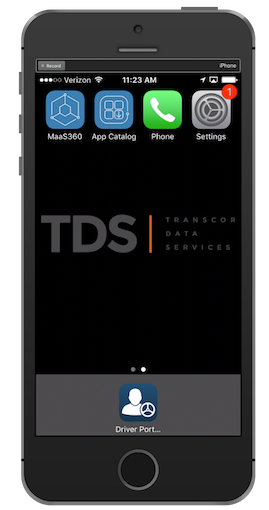 Record iPhone
Verizon 11:23 AM
1
MaaS360 App Catalog Phone Settings
TDS
TRANSCOR
DATA
SERVICES
Driver Port...